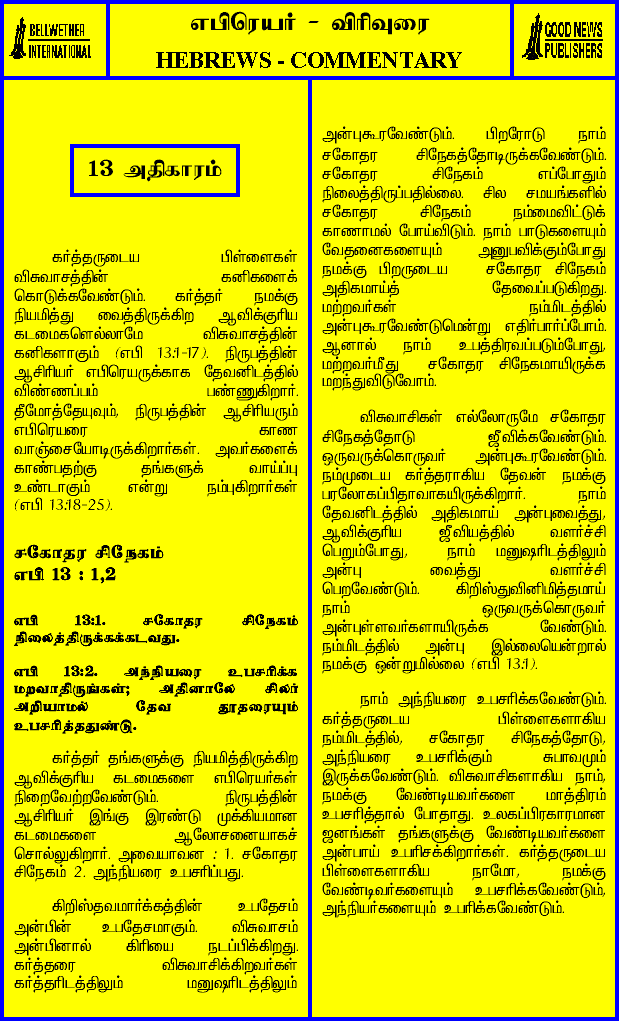 BELLWETHER
INTERNATIONAL
எபிரெயர் - விரிவுரை
HEBREWS - COMMENTARY
GOOD NEWS
PUBLISHERS
13 அதிகாரம்
கர்த்தருடைய பிள்ளைகள்
விசுவாசத்தின் கனிகளைக்
கொடுக்கவேண்டும். கர்த்தர் நமக்கு
நியமித்து வைத்திருக்கிற ஆவிக்குரிய
கடமைகளெல்லாமே விசுவாசத்தின்
கனிகளாகும் (எபி 13:1-17). நிருபத்தின்
ஆசிரியர் எபிரெயருக்காக தேவனிடத்தில்
விண்ணப்பம் பண்ணுகிறார்.
தீமோத்தேயுவும், நிருபத்தின் ஆசிரியரும்
எபிரெயரை காண
வாஞ்சையோடிருக்கிறார்கள். அவர்களைக்
காண்பதற்கு தங்களுக் வாய்ப்பு
உண்டாகும் என்று நம்புகிறார்கள்
(எபி 13:18-25).
சகோதர சிநேகம்
எபி 13 : 1,2
எபி 13:1. சகோதர சிநேகம்
நிலைத்திருக்கக்கடவது.
எபி 13:2. அந்நியரை உபசரிக்க
மறவாதிருங்கள்; அதினாலே சிலர்
அறியாமல் தேவ தூதரையும்
உபசரித்ததுண்டு.
கர்த்தர் தங்களுக்கு நியமித்திருக்கிற
ஆவிக்குரிய கடமைகளை எபிரெயர்கள்
நிறைவேற்றவேண்டும். நிருபத்தின்
ஆசிரியர் இங்கு இரண்டு முக்கியமான
கடமைகளை ஆலோசனையாகச்
சொல்லுகிறார். அவையாவன : 1. சகோதர
சிநேகம் 2. அந்நியரை உபசரிப்பது.
கிறிஸ்தவமார்க்கத்தின் உபதேசம்
அன்பின் உபதேசமாகும். விசுவாசம்
அன்பினால் கிரியை நடப்பிக்கிறது.
கர்த்தரை விசுவாசிக்கிறவர்கள்
கர்த்தரிடத்திலும் மனுஷரிடத்திலும்
அன்புகூரவேண்டும். பிறரோடு நாம்
சகோதர சிநேகத்தோடிருக்கவேண்டும்.
சகோதர சிநேகம் எப்போதும்
நிலைத்திருப்பதில்லை. சில சமயங்களில்
சகோதர சிநேகம் நம்மைவிட்டுக்
காணாமல் போய்விடும். நாம் பாடுகளையும்
வேதனைகளையும் அனுபவிக்கும்போது
நமக்கு பிறருடைய சகோதர சிநேகம்
அதிகமாய்த் தேவைப்படுகிறது.
மற்றவர்கள் நம்மிடத்தில்
அன்புகூரவேண்டுமென்று எதிர்பார்ப்போம்.
ஆனால் நாம் உபத்திரவப்படும்போது,
மற்றவர்மீது சகோதர சிநேகமாயிருக்க
மறந்துவிடுவோம்.
விசுவாசிகள் எல்லோருமே சகோதர
சிநேகத்தோடு ஜீவிக்கவேண்டும்.
ஒருவருக்கொருவர் அன்புகூரவேண்டும்.
நம்முடைய கர்த்தராகிய தேவன் நமக்கு
பரலோகப்பிதாவாகயிருக்கிறார். நாம்
தேவனிடத்தில் அதிகமாய் அன்புவைத்து,
ஆவிக்குரிய ஜீவியத்தில் வளர்ச்சி
பெறும்போது, நாம் மனுஷரிடத்திலும்
அன்பு வைத்து வளர்ச்சி
பெறவேண்டும். கிறிஸ்துவினிமித்தமாய்
நாம் ஒருவருக்கொருவர்
அன்புள்ளவர்களாயிருக்க வேண்டும்.
நம்மிடத்தில் அன்பு இல்லையென்றால்
நமக்கு ஒன்றுமில்லை (எபி 13:1).
நாம் அந்நியரை உபசரிக்கவேண்டும்.
கர்த்தருடைய பிள்ளைகளாகிய
நம்மிடத்தில், சகோதர சிநேகத்தோடு,
அந்நியரை உபசரிக்கும் சுபாவமும்
இருக்கவேண்டும். விசுவாசிகளாகிய நாம்,
நமக்கு வேண்டியவர்களை மாத்திரம்
உபசரித்தால் போதாது. உலகப்பிரகாரமான
ஜனங்கள் தங்களுக்கு வேண்டியவர்களை
அன்பாய் உபரிசக்கிறார்கள். கர்த்தருடைய
பிள்ளைகளாகிய நாமோ, நமக்கு
வேண்டிவர்களையும் உபசரிக்கவேண்டும்,
அந்நியர்களையும் உபரிக்கவேண்டும்.